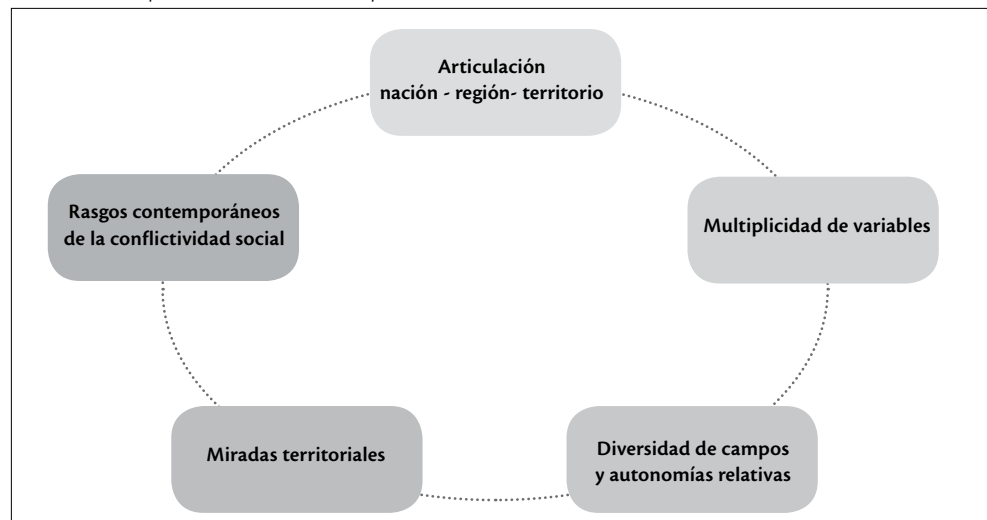 Articulación
nación - región- territorio
Rasgos contemporáneos
de la conflictividad social
Multiplicidad de variables
Miradas territoriales
Diversidad de campos
y autonomías relativas